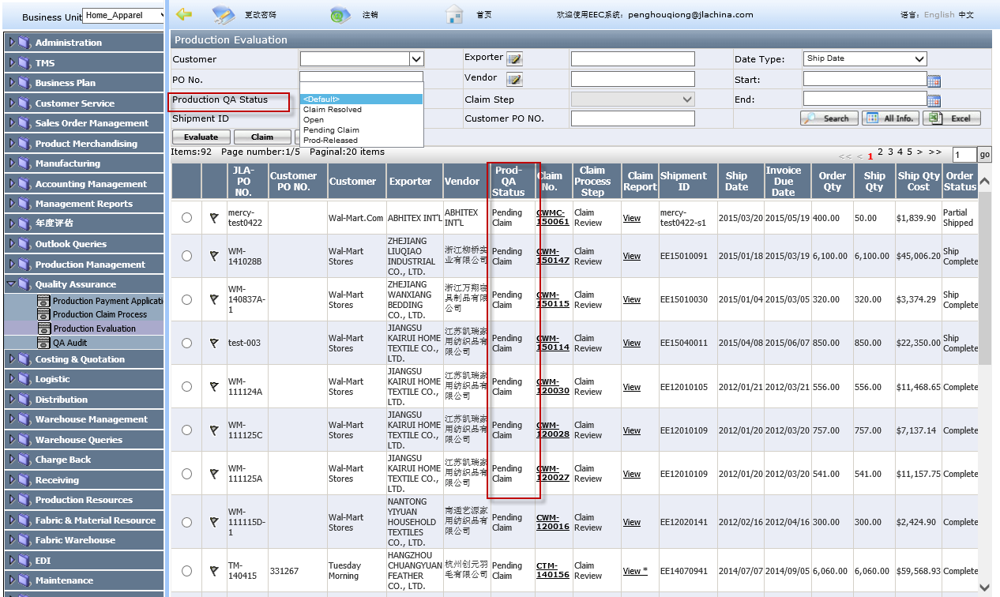 Business Unit Home_Apparel
更改密码 注销 首页 欢迎使用EEC系统: penghouqiong@jlachina.com 语言: English 中文
Administration
TMS
Business Plan
Customer Service
Sales Order Management
Product Merchandising
Manufacturing
Accounting Management
Management Reports
年度评估
Outlook Queries
Production Management
Quality Assurance
Production Payment Applicati
Production Claim Process
Production Evaluation
QA Audit
Costing & Quotation
Logistic
Distribution
Warehouse Management
Warehouse Queries
Charge Back
Receiving
Production Resources
Fabric & Material Resource
Fabric Warehouse
EDI
Maintenance
Production Evaluation
Customer Exporter Date Type: Ship Date
PO No. Vendor Start:
Production QA Status Claim Step End:
Shipment ID Customer PO NO. Search All Info. Excel
<Default>
Claim Resolved
Open
Pending Claim
Prod-Released
Evaluate Claim
Items:92 Page number:1/5 Paginal:20 items << < 1 2 3 4 5 > >> 1 go
JLA-PO NO. Customer PO NO. Customer Exporter Vendor Prod-QA Status Claim No. Claim Process Step Claim Report Shipment ID Ship Date Invoice Due Date Order Qty Ship Qty Ship Qty Cost Order Status
mercy-test0422 Wal-Mart.Com ABHITEX INT'L ABHITEX INT'L Pending Claim CWMC-150061 Claim Review View mercy-test0422-s1 2015/03/20 2015/05/19 400.00 50.00 $1,839.90 Partial Shipped
WM-141028B Wal-Mart Stores ZHEJIANG LIUQIAO INDUSTRIAL CO., LTD. 浙江柳桥实业有限公司 Pending Claim CWM-150147 Claim Review View EE15010091 2015/01/18 2015/03/19 6,100.00 6,100.00 $45,006.20 Ship Complete
WM-140837A-1 Wal-Mart Stores ZHEJIANG WANXIANG BEDDING CO., LTD. 浙江万翔寝具制品有限公司 Pending Claim CWM-150115 Claim Review View EE15010030 2015/01/04 2015/03/05 320.00 320.00 $3,374.29 Ship Complete
test-003 Wal-Mart Stores JIANGSU KAIRUI HOME TEXTILE CO., LTD. 江苏凯瑞家用纺织品有限公司 Pending Claim CWM-150114 Claim Review View EE15040011 2015/04/08 2015/06/07 850.00 850.00 $22,350.00 Ship Complete
WM-111124A Wal-Mart Stores JIANGSU KAIRUI HOME TEXTILE CO., LTD. 江苏凯瑞家用纺织品有限公司 Pending Claim CWM-120030 Claim Review View EE12010105 2012/01/21 2012/03/21 556.00 556.00 $11,468.65 Complete
WM-111125C Wal-Mart Stores JIANGSU KAIRUI HOME TEXTILE CO., LTD. 江苏凯瑞家用纺织品有限公司 Pending Claim CWM-120028 Claim Review View EE12010109 2012/01/20 2012/03/20 757.00 757.00 $7,137.14 Complete
WM-111125A Wal-Mart Stores JIANGSU KAIRUI HOME TEXTILE CO., LTD. 江苏凯瑞家用纺织品有限公司 Pending Claim CWM-120027 Claim Review View EE12010109 2012/01/20 2012/03/20 541.00 541.00 $11,157.75 Complete
WM-111115D-1 Wal-Mart Stores NANTONG YIYUAN HOUSEHOLD TEXTILES CO., LTD. 南通艺源家用纺织品有限公司 Pending Claim CWM-120016 Claim Review View EE12020141 2012/02/16 2012/04/16 300.00 300.00 $2,424.90 Complete
TM-140415 331267 Tuesday Morning HANGZHOU CHUANGYUAN FEATHER CO., LTD. 杭州创元羽毛有限公司 Pending Claim CTM-140156 Claim Review View * EE14070941 2014/07/07 2014/09/05 6,060.00 6,060.00 $59,568.93 Complete